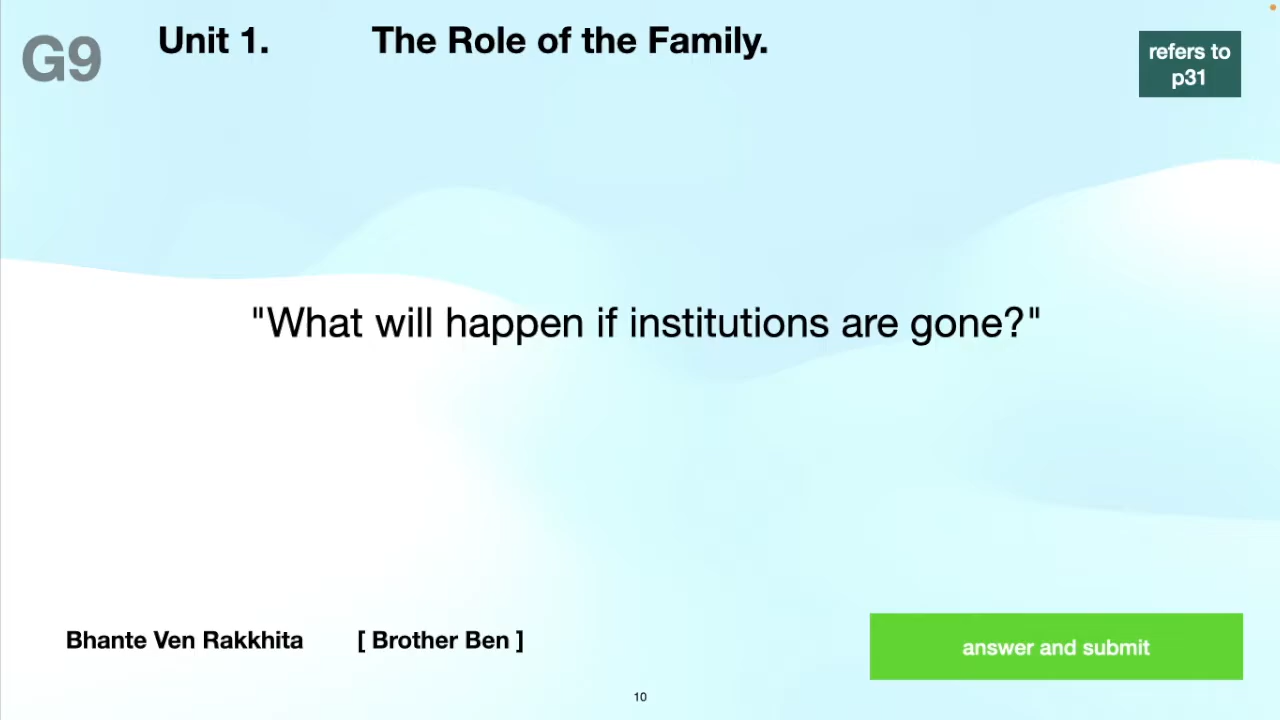 G9
Unit 1. The Role of the Family.
refers to
p31
"What will happen if institutions are gone?"
Bhante Ven Rakkhita [ Brother Ben ]
answer and submit
10